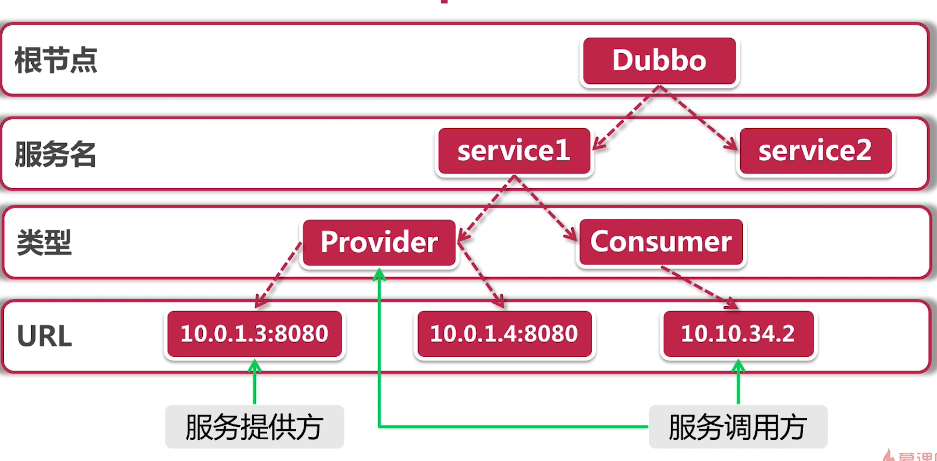 根节点
Dubbo
服务名
service1
service2
类型
Provider
Consumer
URL
10.0.1.3:8080
10.0.1.4:8080
10.10.34.2
服务提供方
服务调用方